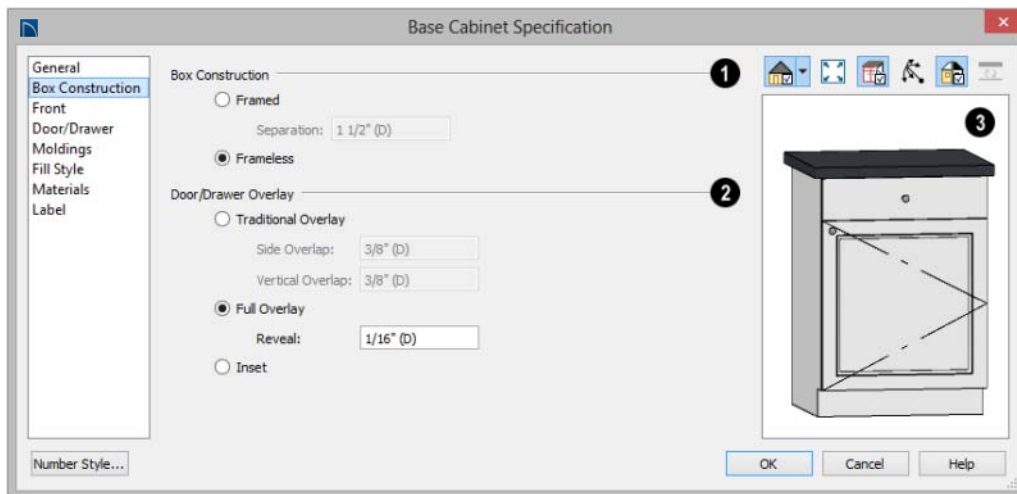 Base Cabinet Specification
General
Box Construction
Front
Door/Drawer
Moldings
Fill Style
Materials
Label
Box Construction
1
Framed
Separation: 1 1/2" (D)
Frameless
Door/Drawer Overlay
2
Traditional Overlay
Side Overlap: 3/8" (D)
Vertical Overlap: 3/8" (D)
Full Overlay
Reveal: 1/16" (D)
Inset
3
Number Style...
OK Cancel Help